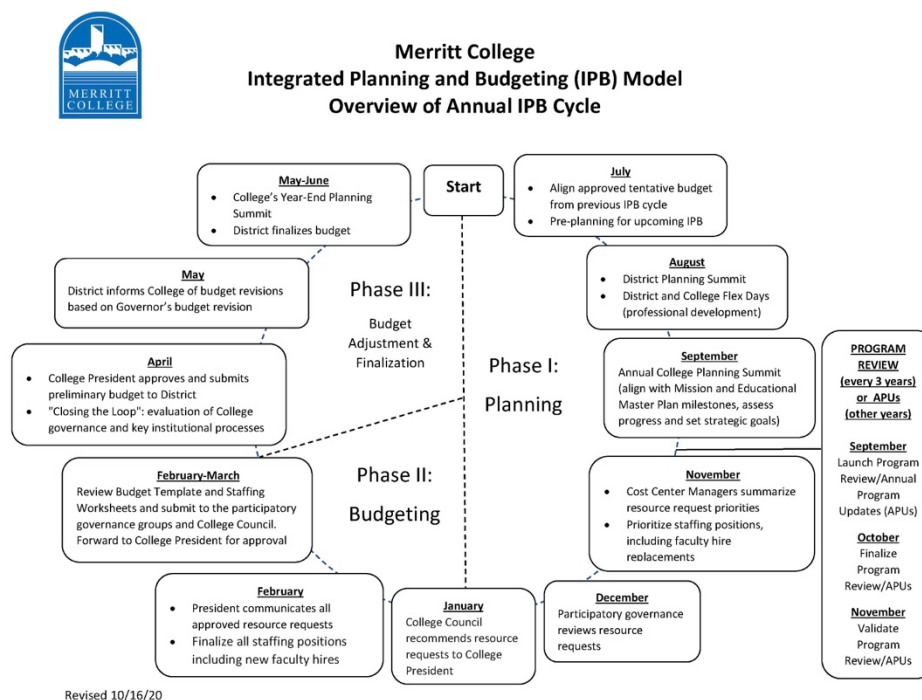 MERRITT
COLLEGE
Merritt College
Integrated Planning and Budgeting (IPB) Model
Overview of Annual IPB Cycle
Start
July
• Align approved tentative budget
from previous IPB cycle
• Pre-planning for upcoming IPB
August
• District Planning Summit
• District and College Flex Days
(professional development)
September
Annual College Planning Summit
(align with Mission and Educational
Master Plan milestones, assess
progress and set strategic goals)
PROGRAM
REVIEW
(every 3 years)
or APUs
(other years)
September
Launch Program
Review/Annual
Program
Updates (APUs)
October
Finalize
Program
Review/APUs
November
Validate
Program
Review/APUs
November
• Cost Center Managers summarize
resource request priorities
• Prioritize staffing positions,
including faculty hire
replacements
December
Participatory governance
reviews resource
requests
January
College Council
recommends resource
requests to College
President
February
• President communicates all
approved resource requests
• Finalize all staffing positions
including new faculty hires
February-March
Review Budget Template and Staffing
Worksheets and submit to the participatory
governance groups and College Council.
Forward to College President for approval
April
• College President approves and submits
preliminary budget to District
• "Closing the Loop": evaluation of College
governance and key institutional processes
May
District informs College of budget revisions
based on Governor's budget revision
May-June
• College's Year-End Planning
Summit
• District finalizes budget
Phase III:
Budget
Adjustment &
Finalization
Phase I:
Planning
Phase II:
Budgeting
Revised 10/16/20